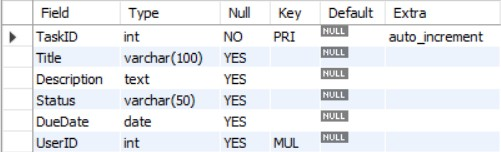 Field Type Null Key Default Extra
TaskID int NO PRI NULL auto_increment
Title varchar(100) YES NULL
Description text YES NULL
Status varchar(50) YES NULL
DueDate date YES NULL
UserID int YES MUL NULL